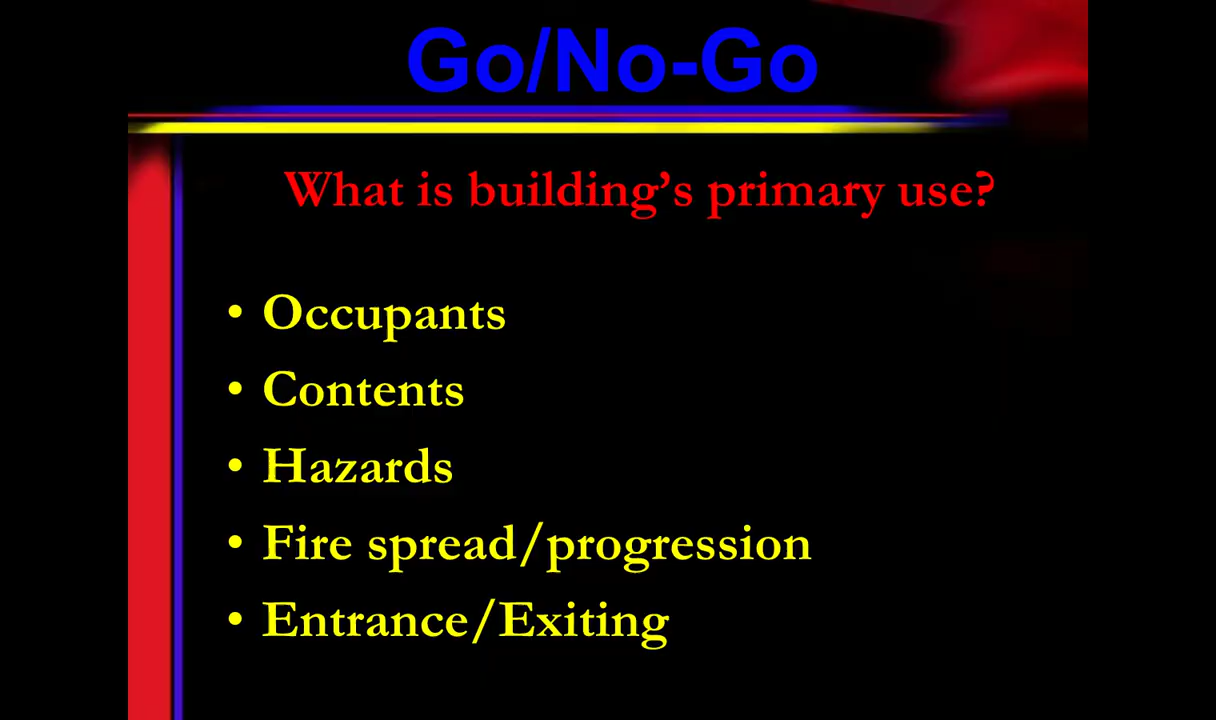 Go/No-Go
What is building’s primary use?
• Occupants
• Contents
• Hazards
• Fire spread/progression
• Entrance/Exiting